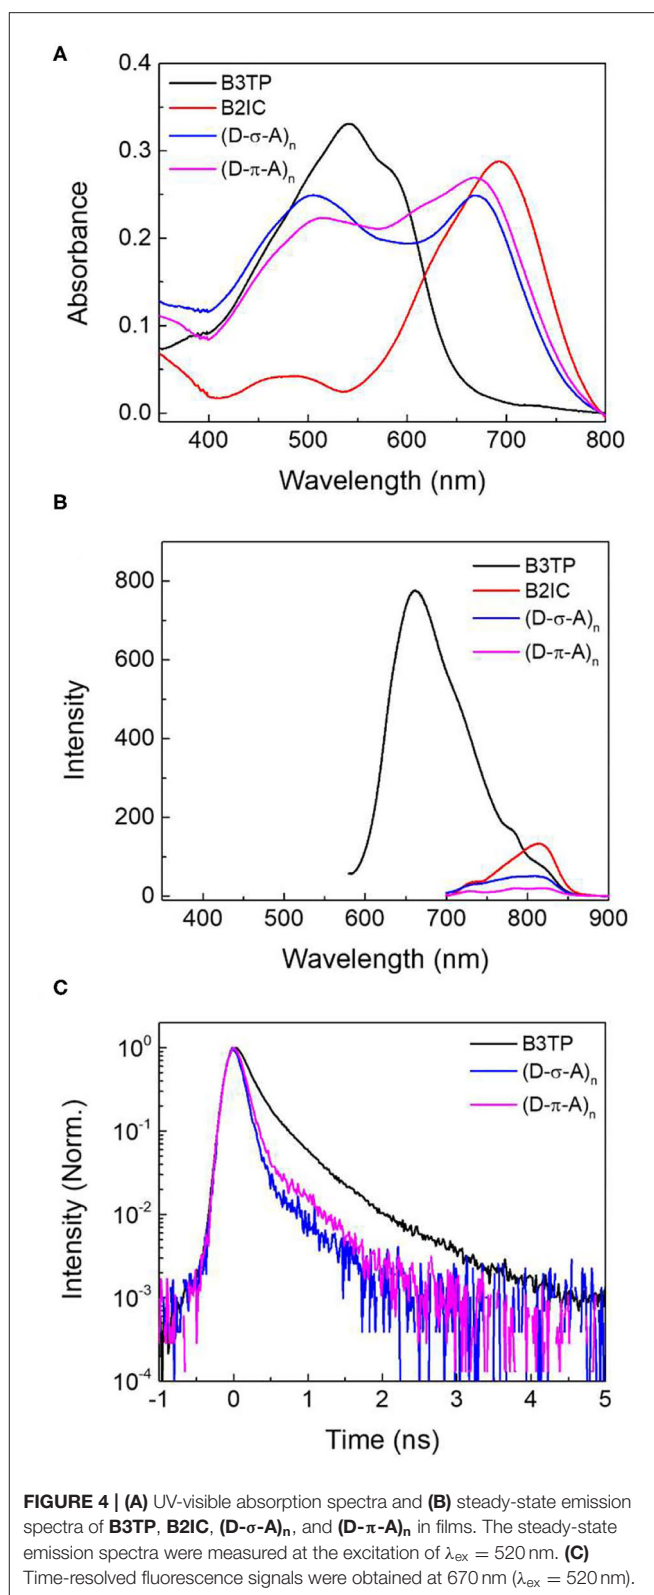 A
0.4
B3TP
B2IC
(D-σ-A)n
(D-π-A)n
0.3
0.2
0.1
0.0
Absorbance
400 500 600 700 800
Wavelength (nm)
B
800
600
400
200
0
Intensity
B3TP
B2IC
(D-σ-A)n
(D-π-A)n
400 500 600 700 800 900
Wavelength (nm)
C
10^0
10^-1
10^-2
10^-3
10^-4
Intensity (Norm.)
B3TP
(D-σ-A)n
(D-π-A)n
-1 0 1 2 3 4 5
Time (ns)
FIGURE 4 | (A) UV-visible absorption spectra and (B) steady-state emission
spectra of B3TP, B2IC, (D-σ-A)n, and (D-π-A)n in films. The steady-state
emission spectra were measured at the excitation of λex = 520 nm. (C)
Time-resolved fluorescence signals were obtained at 670 nm (λex = 520 nm).